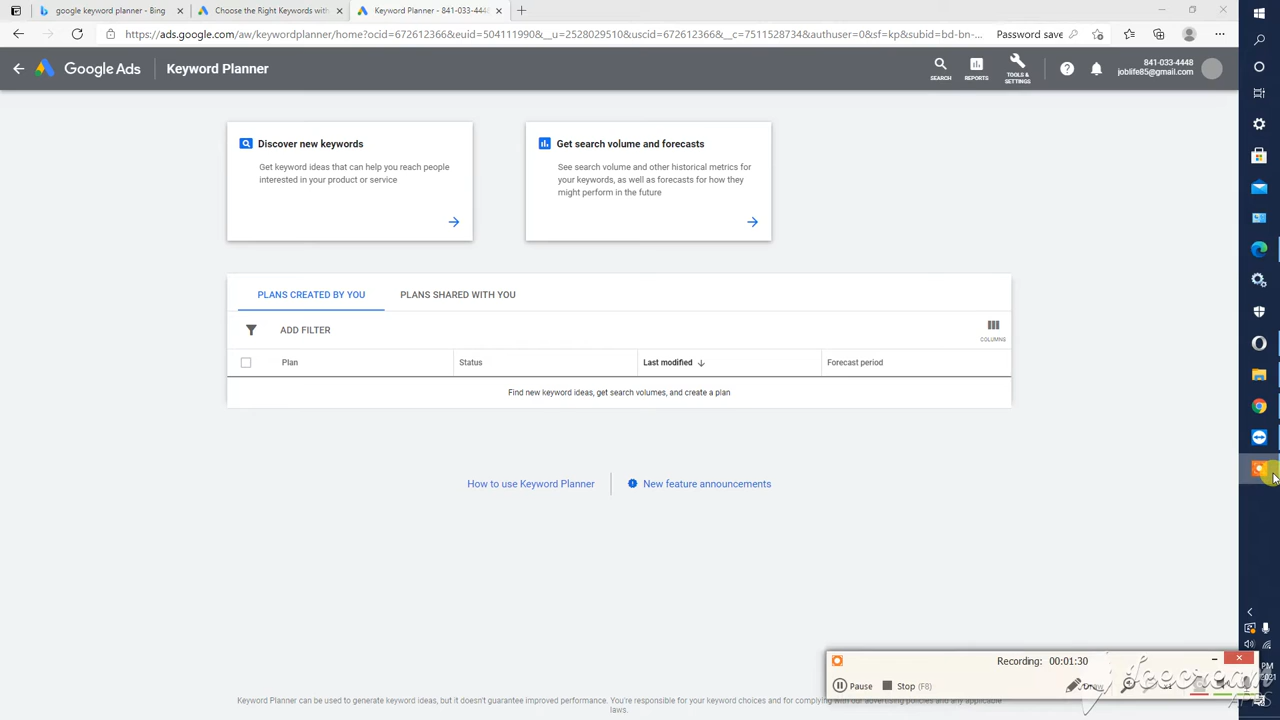 google keyword planner - Bing
Choose the Right Keywords with
Keyword Planner - 841-033-444
https://ads.google.com/aw/keywordplanner/home?ocid=672612366&euid=504111990&__u=2528029510&uscid=672612366&__c=7511528734&authuser=0&sf=kp&subid=bd-bn-...
Password save
Google Ads
Keyword Planner
SEARCH
REPORTS
TOOLS &
SETTINGS
841-033-4448
joblife85@gmail.com
Discover new keywords
Get keyword ideas that can help you reach people
interested in your product or service
Get search volume and forecasts
See search volume and other historical metrics for
your keywords, as well as forecasts for how they
might perform in the future
PLANS CREATED BY YOU
PLANS SHARED WITH YOU
ADD FILTER
COLUMNS
Plan
Status
Last modified
Forecast period
Find new keyword ideas, get search volumes, and create a plan
How to use Keyword Planner
New feature announcements
Recording: 00:01:30
Pause
Stop (F8)
Draw
icecream
APPS
PM
2021
Keyword Planner can be used to generate keyword ideas, but it doesn't guarantee improved performance. You're responsible for your keyword choices and for complying with our advertising policies and any applicable
laws.